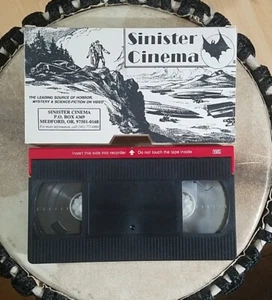 Sinister
Cinema
THE LEADING SOURCE OF HORROR,
MYSTERY & SCIENCE FICTION ON VIDEO
SINISTER CINEMA
P.O. BOX 4369
MEDFORD, OR. 97501-0168
Insert this side into recorder
Do not touch the tape inside